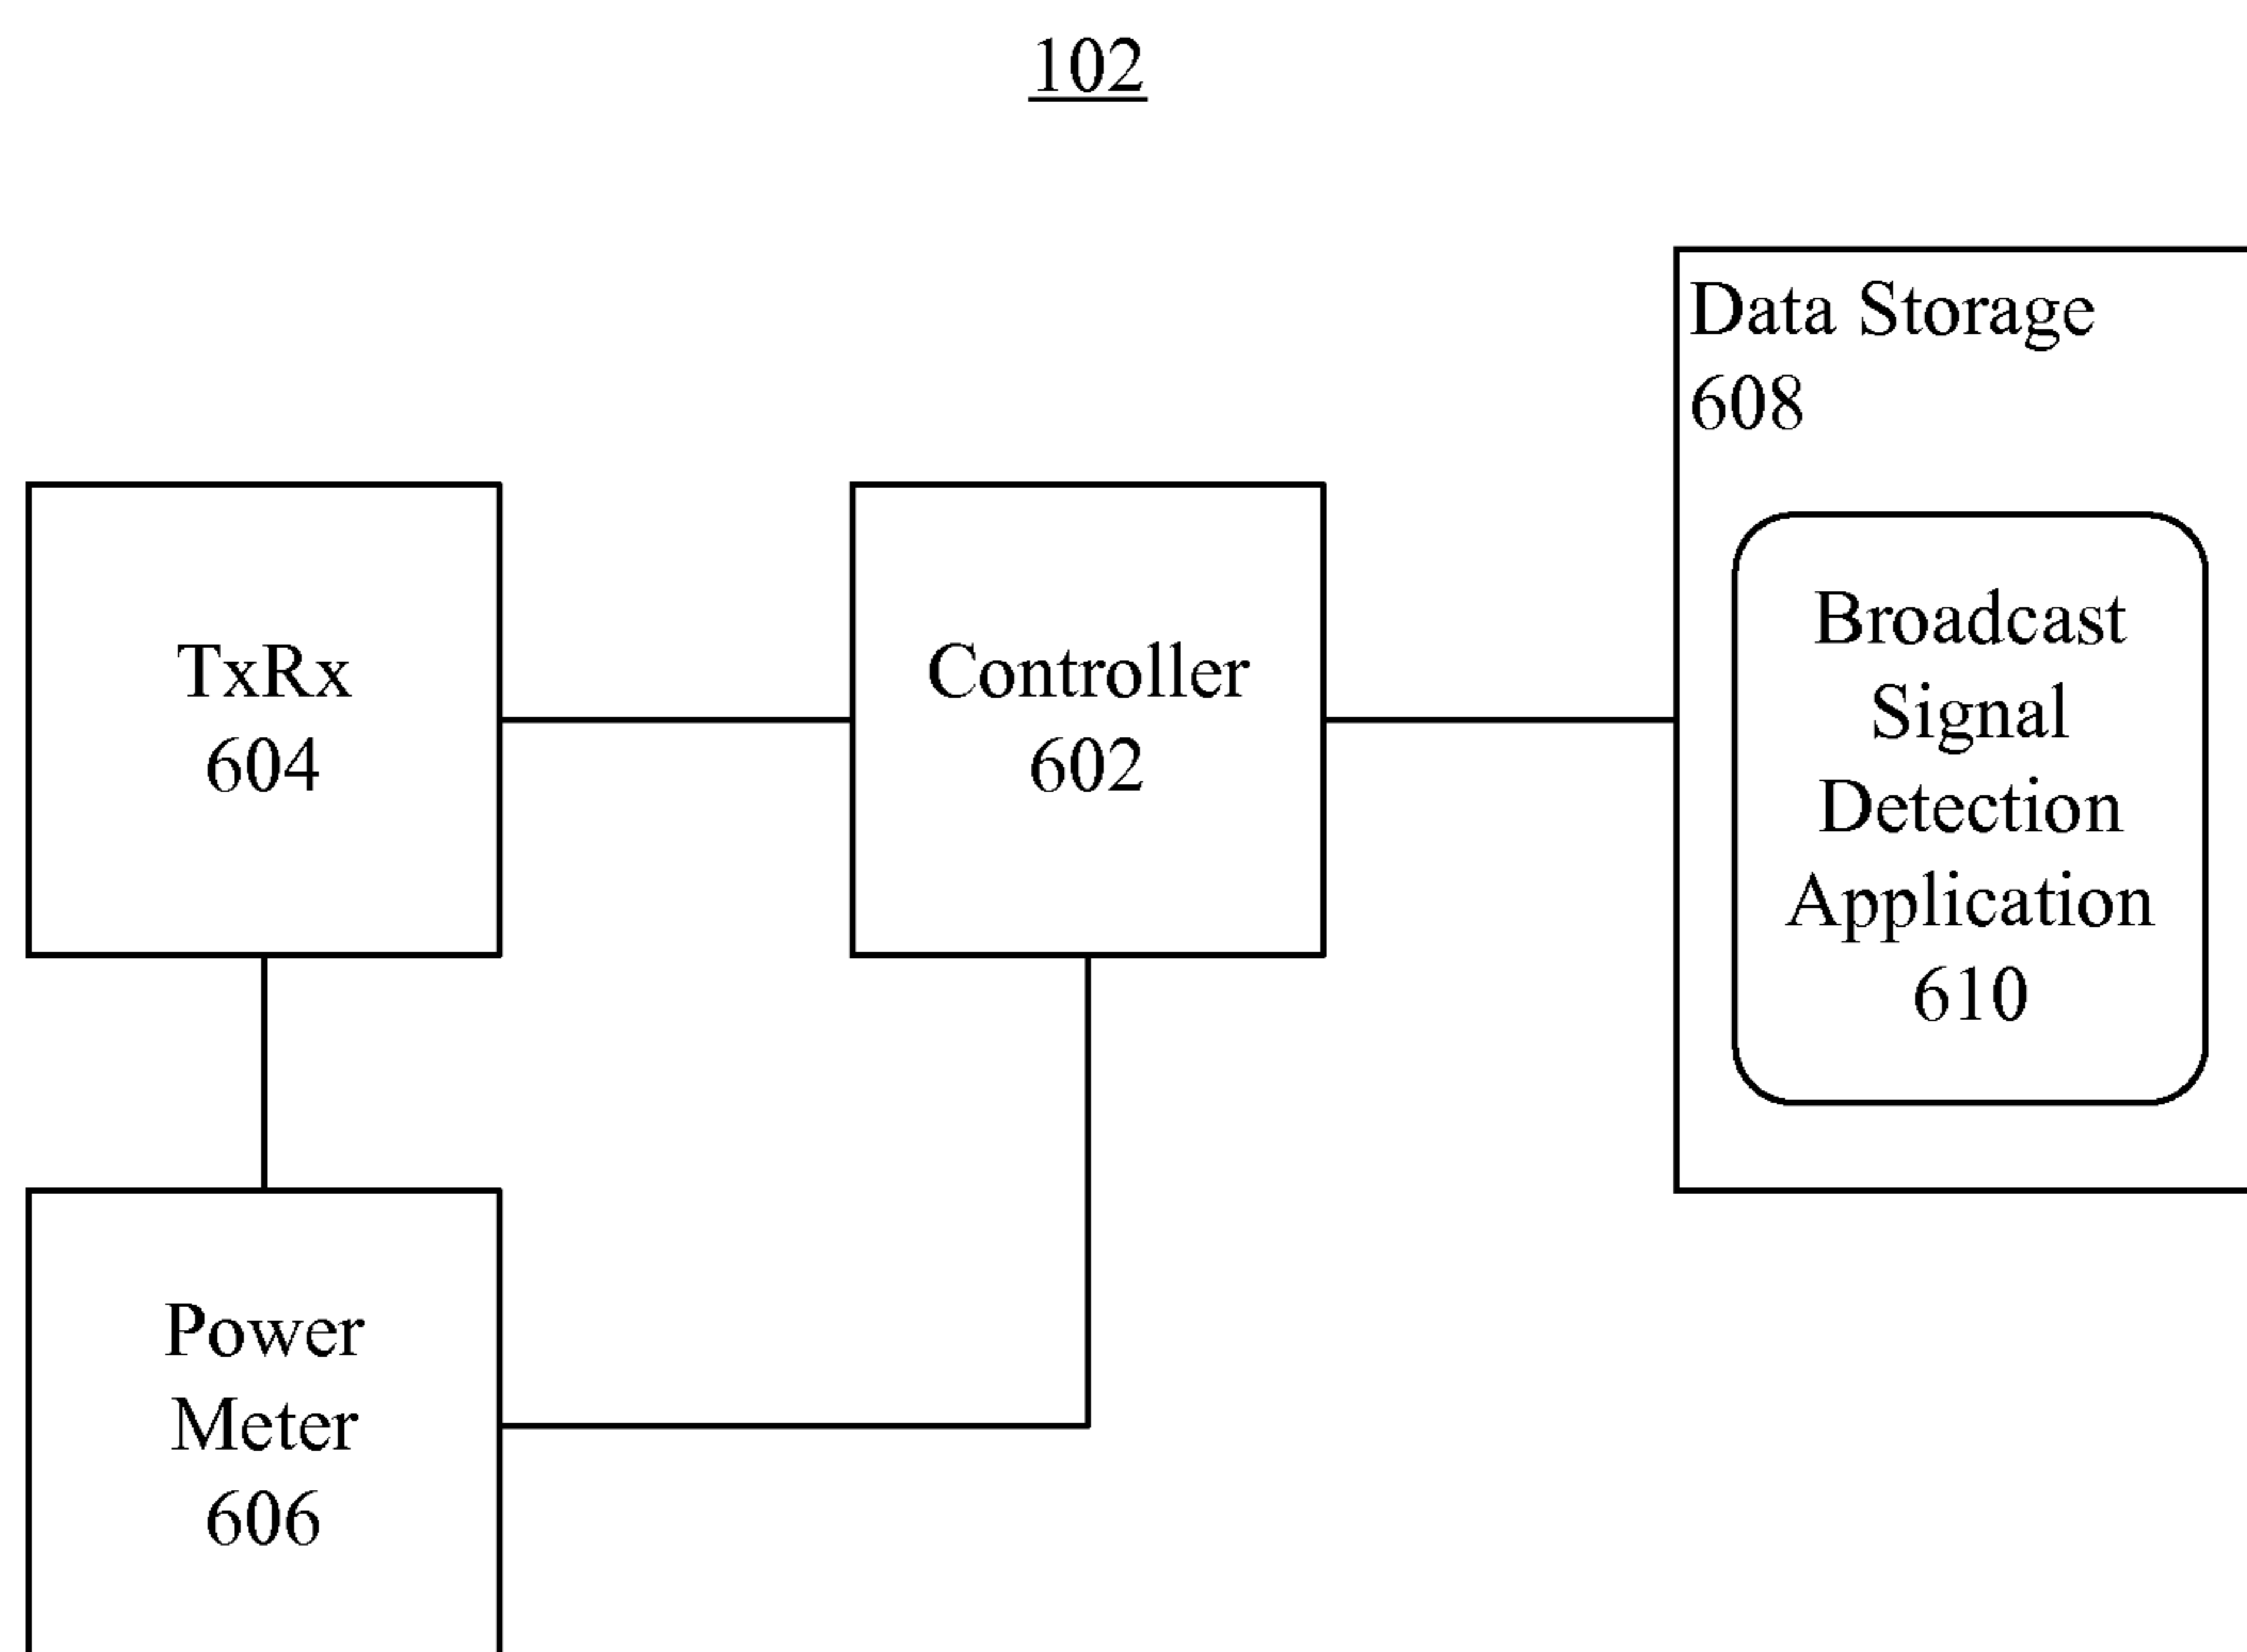 102
Data Storage
608
TxRx
604
Controller
602
Broadcast
Signal
Detection
Application
610
Power
Meter
606